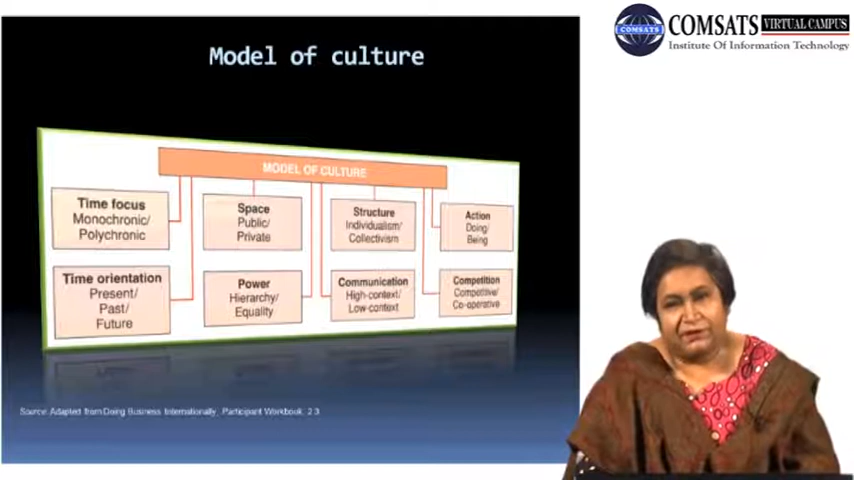 COMSATS VIRTUAL CAMPUS
Institute Of Information Technology
COMSATS
Model of culture
MODEL OF CULTURE
Time focus
Monochronic/
Polychronic
Space
Public/
Private
Structure
Individualism/
Collectivism
Action
Doing/
Being
Time orientation
Present/
Past/
Future
Power
Hierarchy/
Equality
Communication
High-context/
Low-context
Competition
Competitive/
Co-operative
Source: Adapted from Doing Business Internationally, Participant Workbook, 2.3